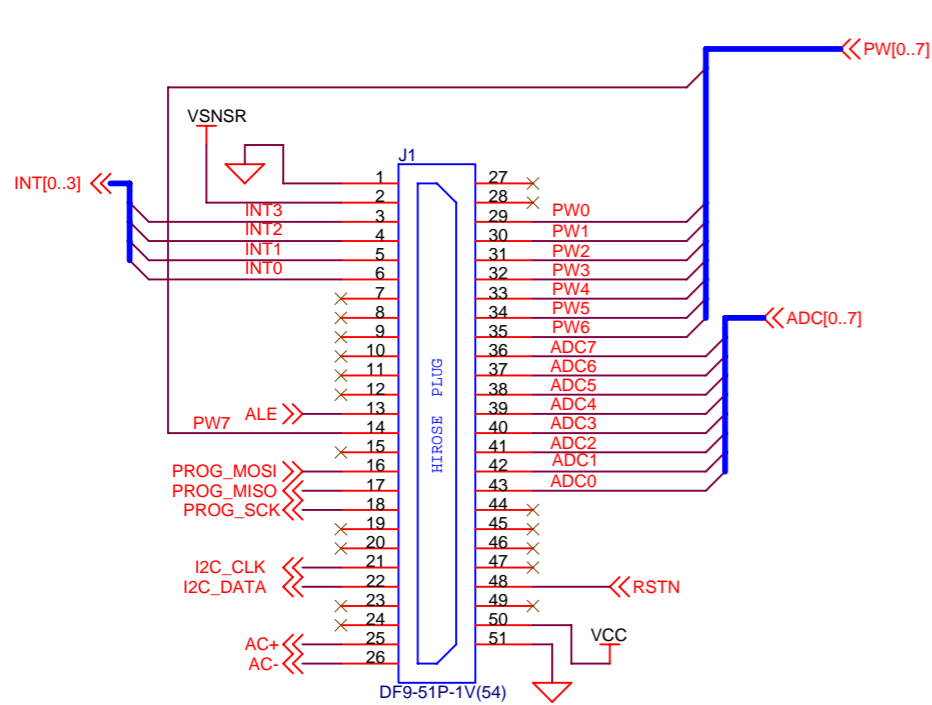 PW[0..7]
VSNSR
J1
INT[0..3]
1 27
2 28
INT3 3 29 PW0
INT2 4 30 PW1
INT1 5 31 PW2
INT0 6 32 PW3
7 33 PW4
8 34 PW5
9 35 PW6
ADC[0..7]
10 36 ADC7
11 37 ADC6
12 38 ADC5
ALE 13 39 ADC4
PW7 14 40 ADC3
15 41 ADC2
PROG_MOSI 16 42 ADC1
PROG_MISO 17 43 ADC0
PROG_SCK 18 44
19 45
20 46
I2C_CLK 21 47
I2C_DATA 22 48 RSTN
23 49
24 50
AC+ 25 51 VCC
AC- 26
HIROSE PLUG
DF9-51P-1V(54)